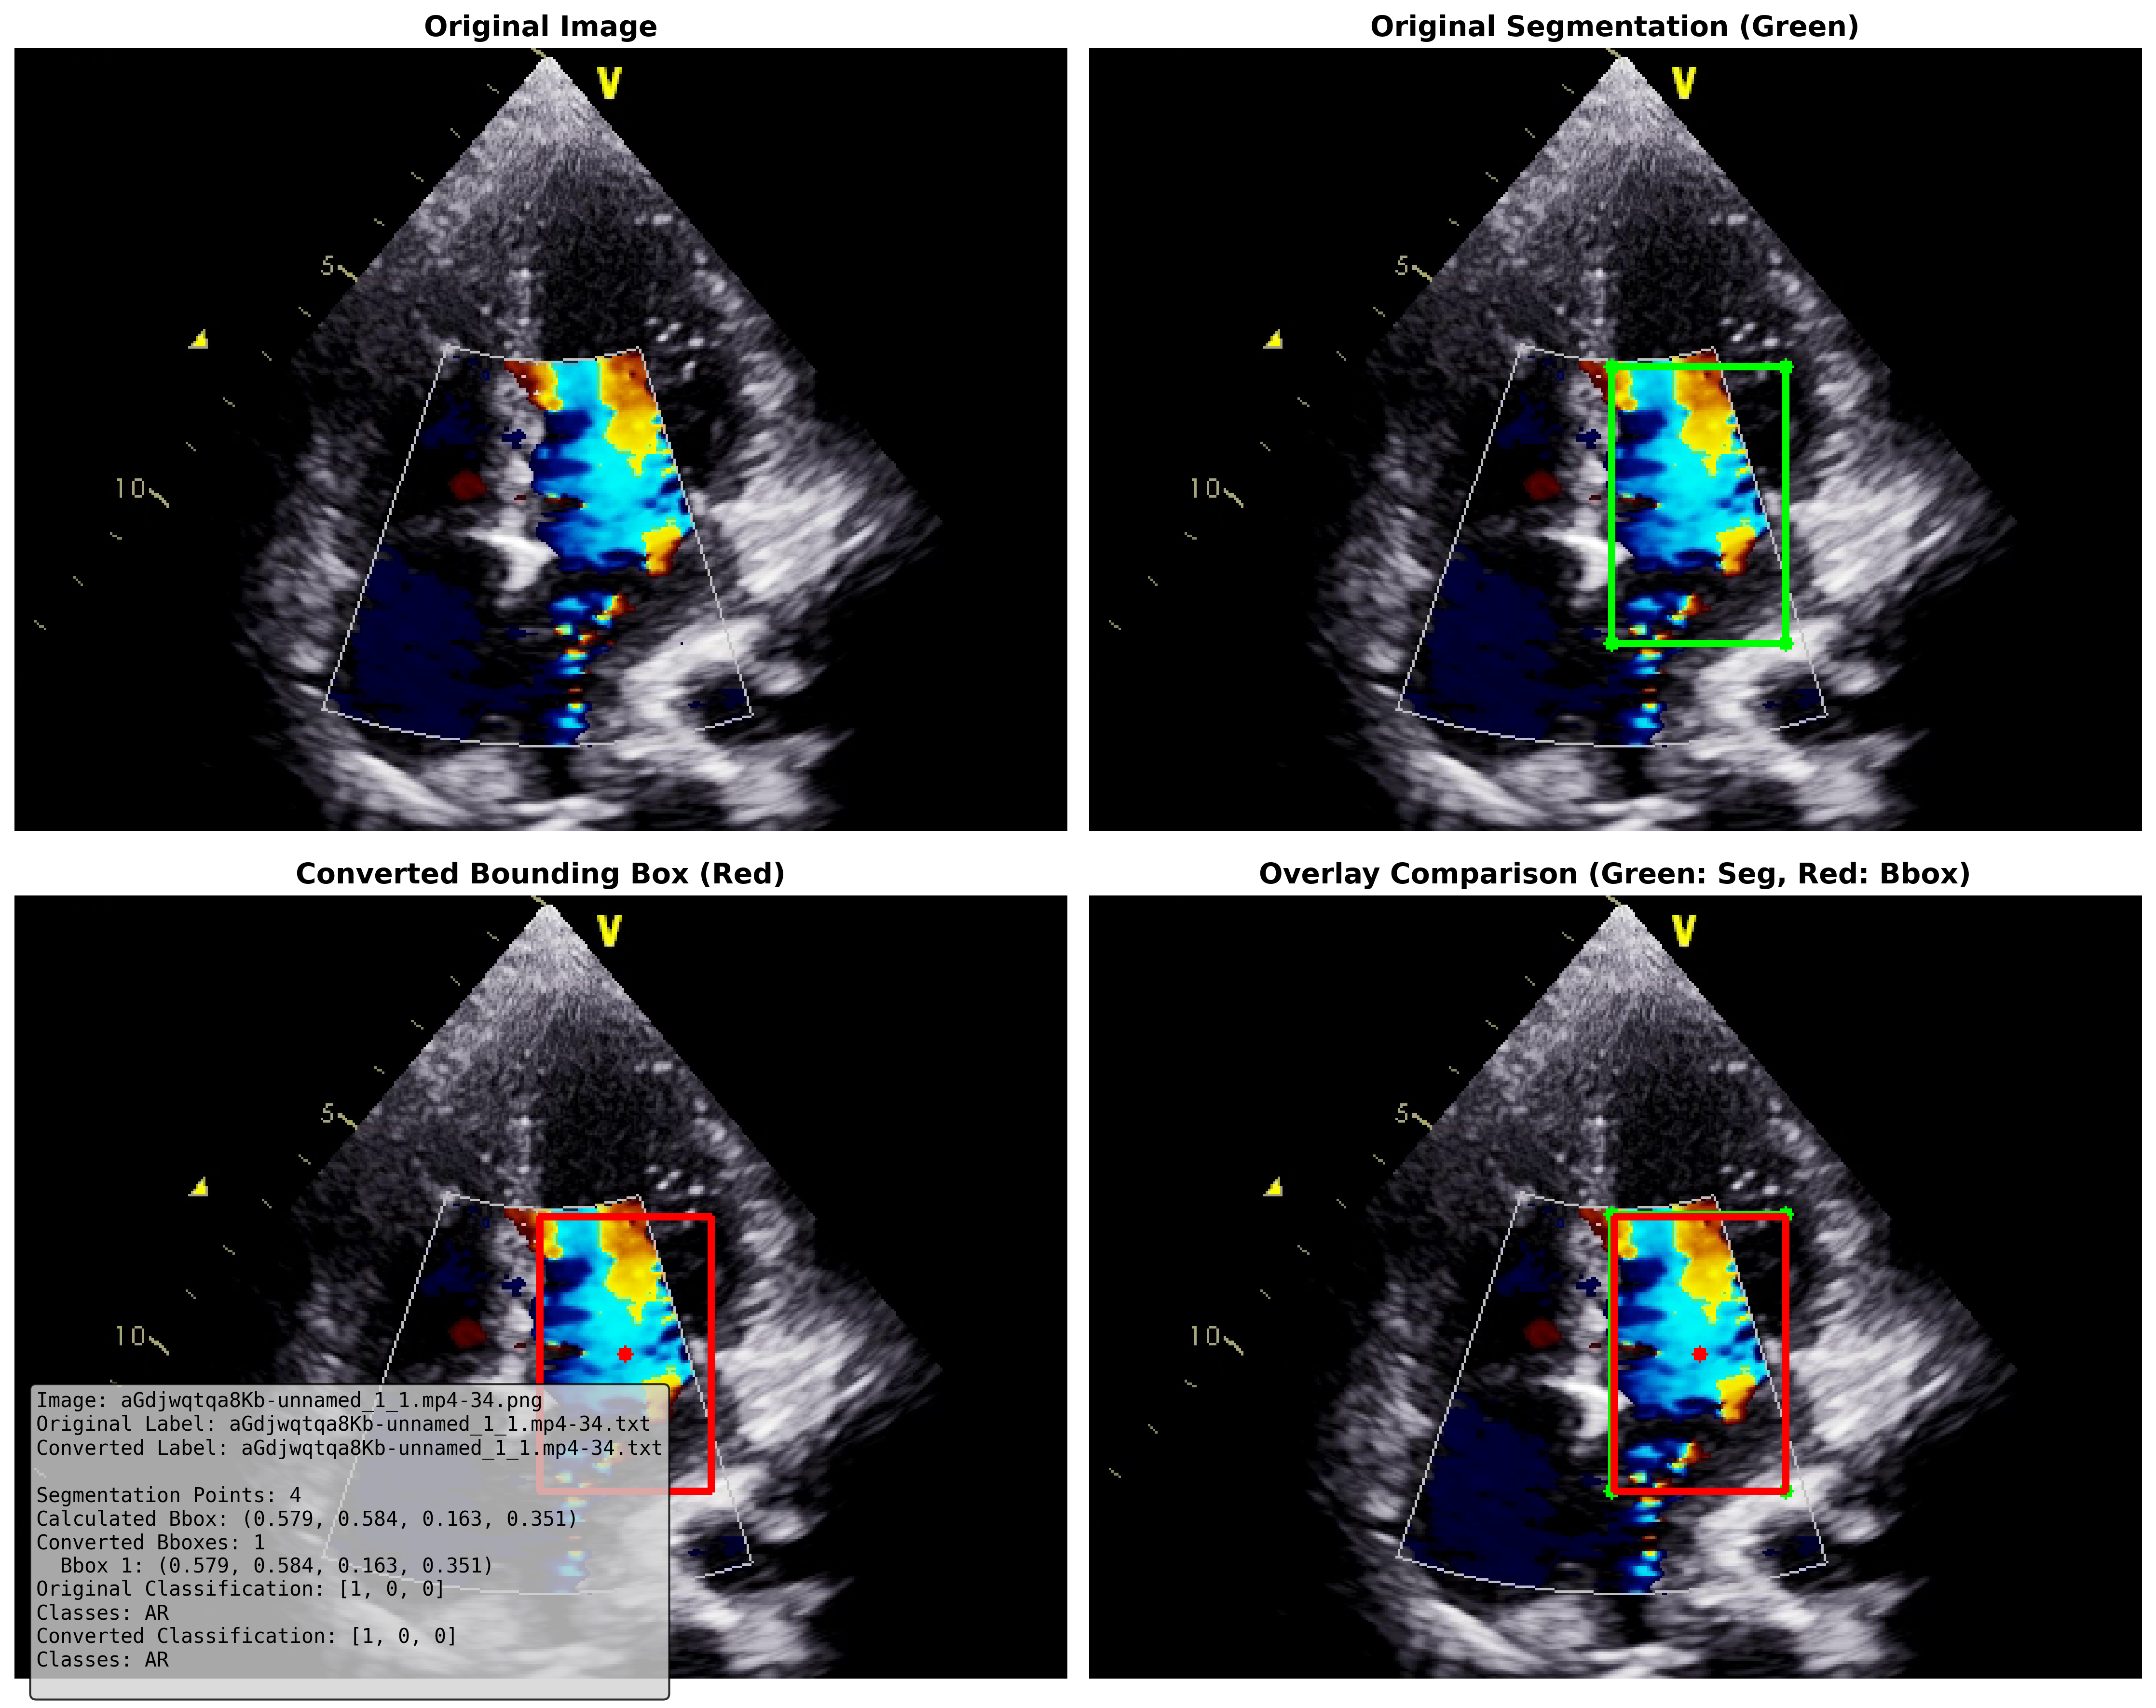 Original Image
V
5
10
Original Segmentation (Green)
V
5
10
Converted Bounding Box (Red)
V
5
10
Image: aGdjwqtqa8Kb-unnamed_1_1.mp4-34.png
Original Label: aGdjwqtqa8Kb-unnamed_1_1.mp4-34.txt
Converted Label: aGdjwqtqa8Kb-unnamed_1_1.mp4-34.txt
Segmentation Points: 4
Calculated Bbox: (0.579, 0.584, 0.163, 0.351)
Converted Bboxes: 1
Bbox 1: (0.579, 0.584, 0.163, 0.351)
Original Classification: [1, 0, 0]
Classes: AR
Converted Classification: [1, 0, 0]
Classes: AR
Overlay Comparison (Green: Seg, Red: Bbox)
V
5
10